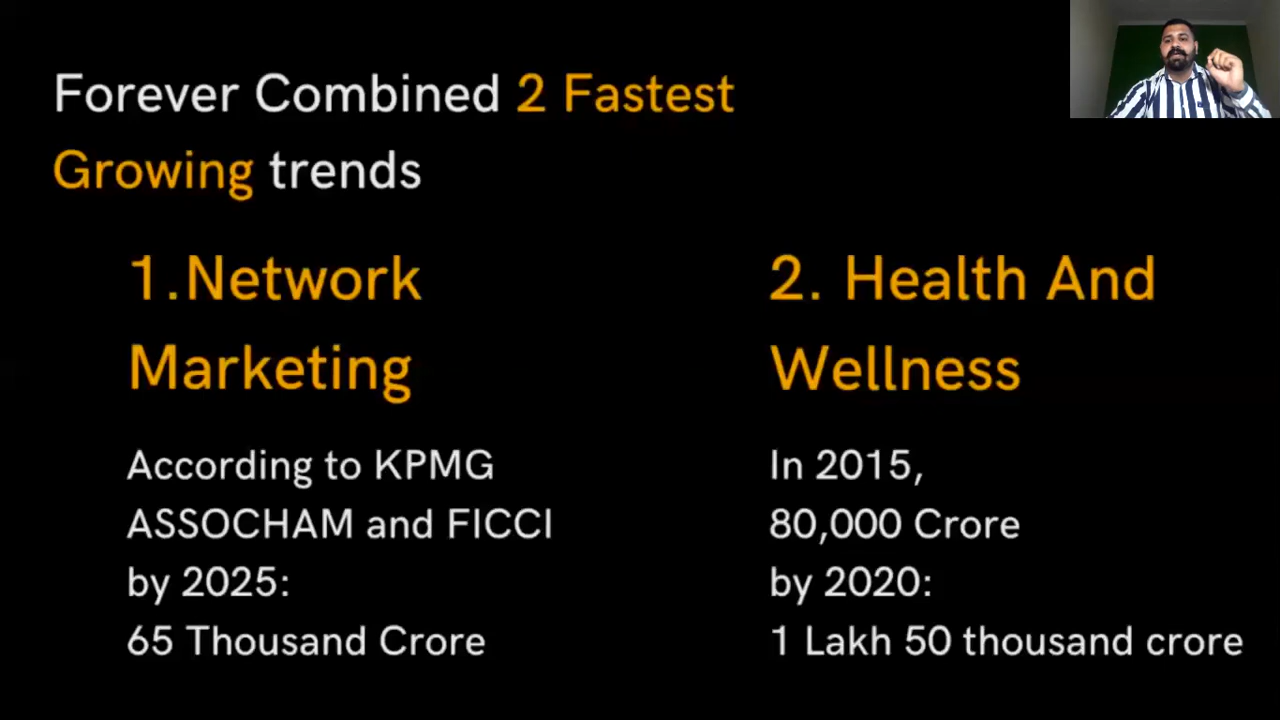 Forever Combined 2 Fastest
Growing trends
1.Network
Marketing
According to KPMG
ASSOCHAM and FICCI
by 2025:
65 Thousand Crore
2. Health And
Wellness
In 2015,
80,000 Crore
by 2020:
1 Lakh 50 thousand crore